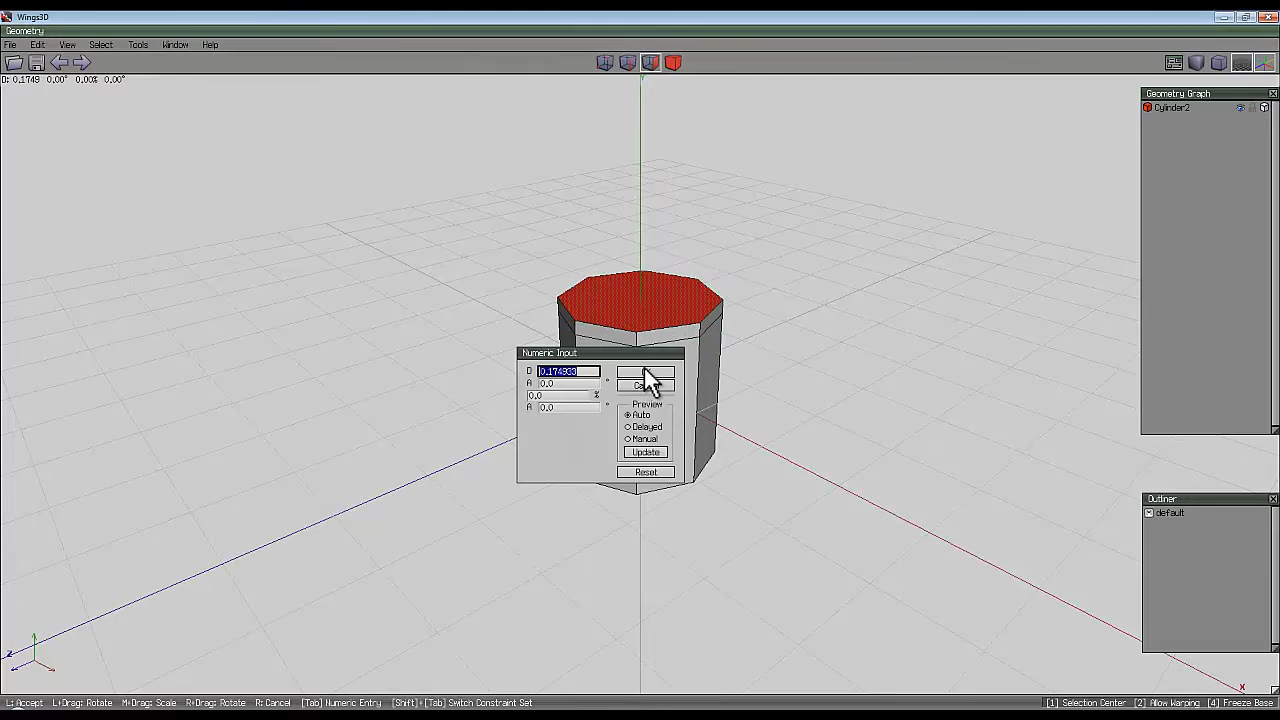 Wings3D
Geometry
File Edit View Select Tools Window Help
D: 0.1749 0.00° 0.00% 0.00°
Geometry Graph
Cylinder2
Numeric Input
D 0.174933
A 0.0 °
0.0 %
A 0.0 °
Preview
Auto
Delayed
Manual
Update
Reset
Outliner
default
Z
X
L:Accept L+Drag: Rotate M+Drag: Scale R+Drag: Rotate R: Cancel [Tab] Numeric Entry [Shift]+[Tab] Switch Constraint Set [1] Selection Center [2] Allow Warping [4] Freeze Base